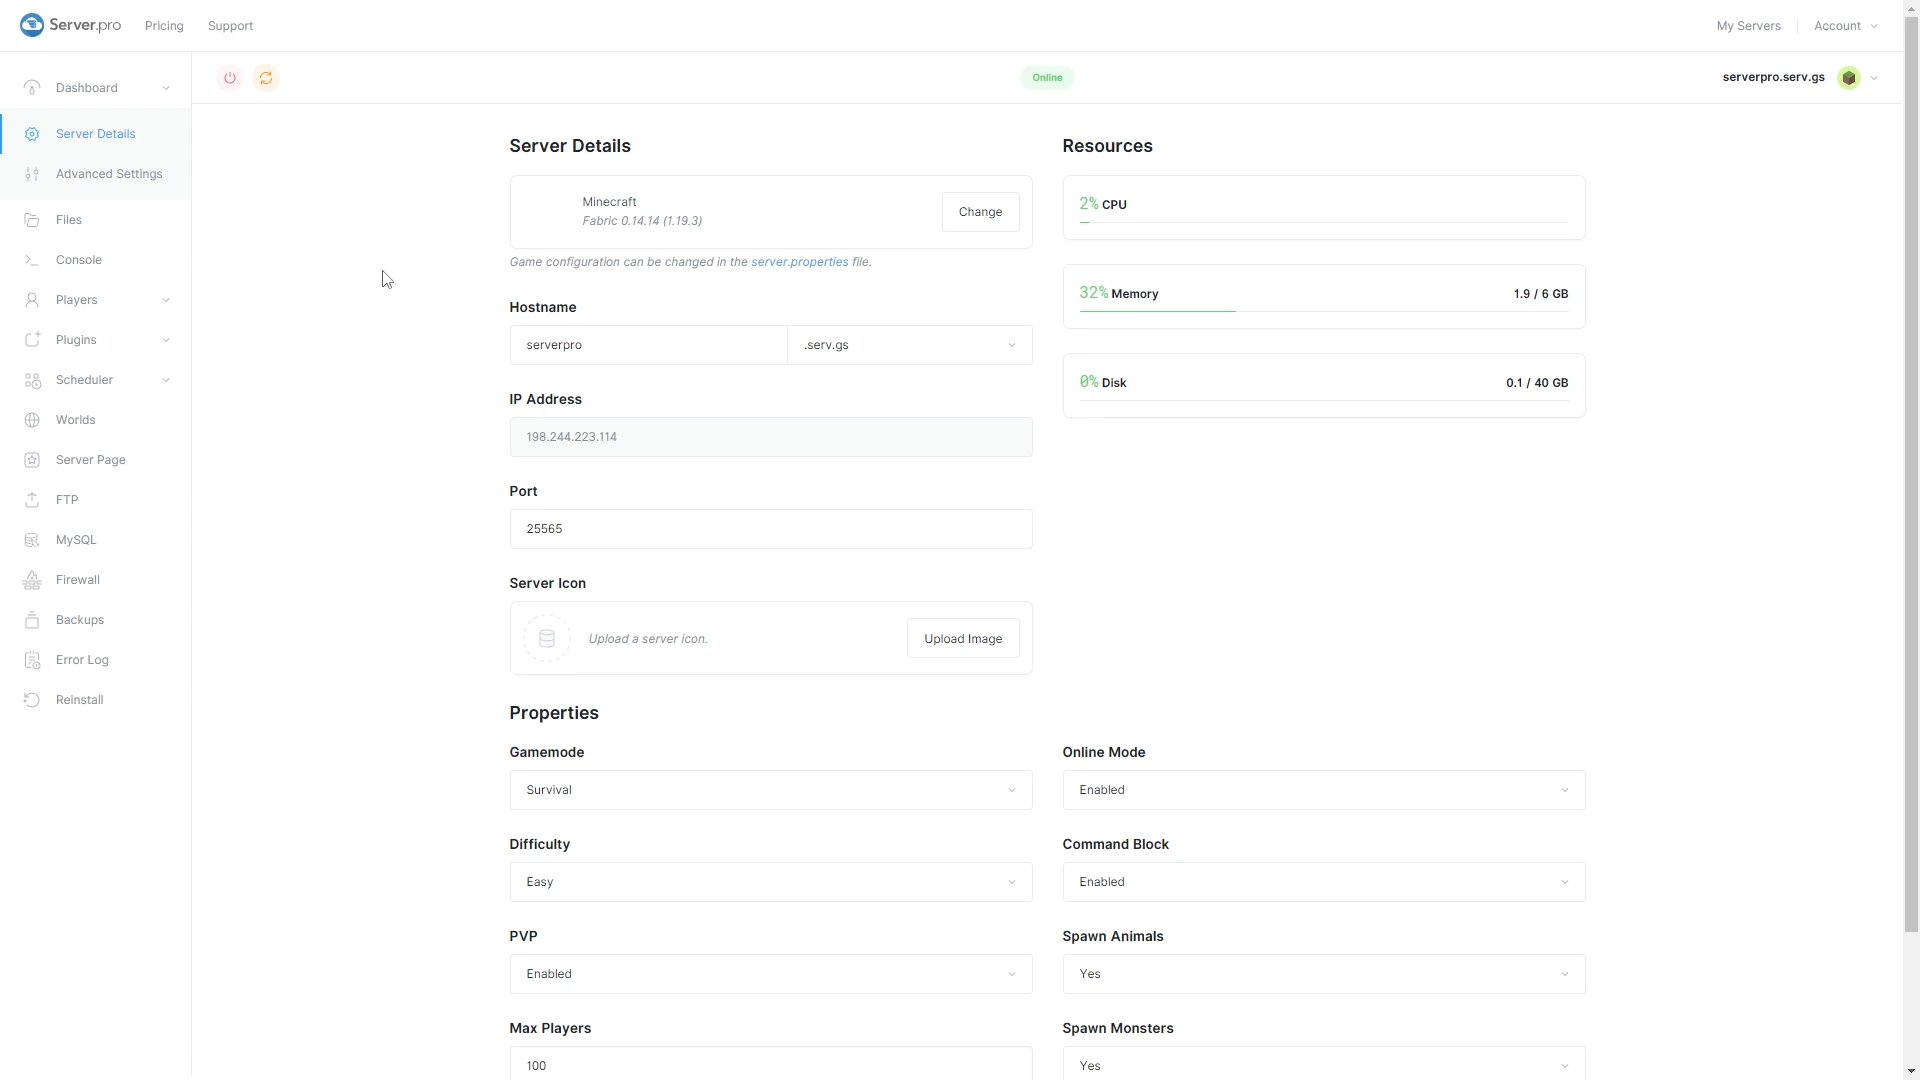 Server.pro
Pricing
Support
My Servers
Account
Online
serverpro.serv.gs
Dashboard
Server Details
Advanced Settings
Files
Console
Players
Plugins
Scheduler
Worlds
Server Page
FTP
MySQL
Firewall
Backups
Error Log
Reinstall
Server Details
Minecraft
Fabric 0.14.14 (1.19.3)
Change
Game configuration can be changed in the server.properties file.
Hostname
serverpro
.serv.gs
IP Address
198.244.223.114
Port
25565
Server Icon
Upload a server icon.
Upload Image
Resources
2% CPU
32% Memory
1.9 / 6 GB
0% Disk
0.1 / 40 GB
Properties
Gamemode
Survival
Online Mode
Enabled
Difficulty
Easy
Command Block
Enabled
PVP
Enabled
Spawn Animals
Yes
Max Players
100
Spawn Monsters
Yes